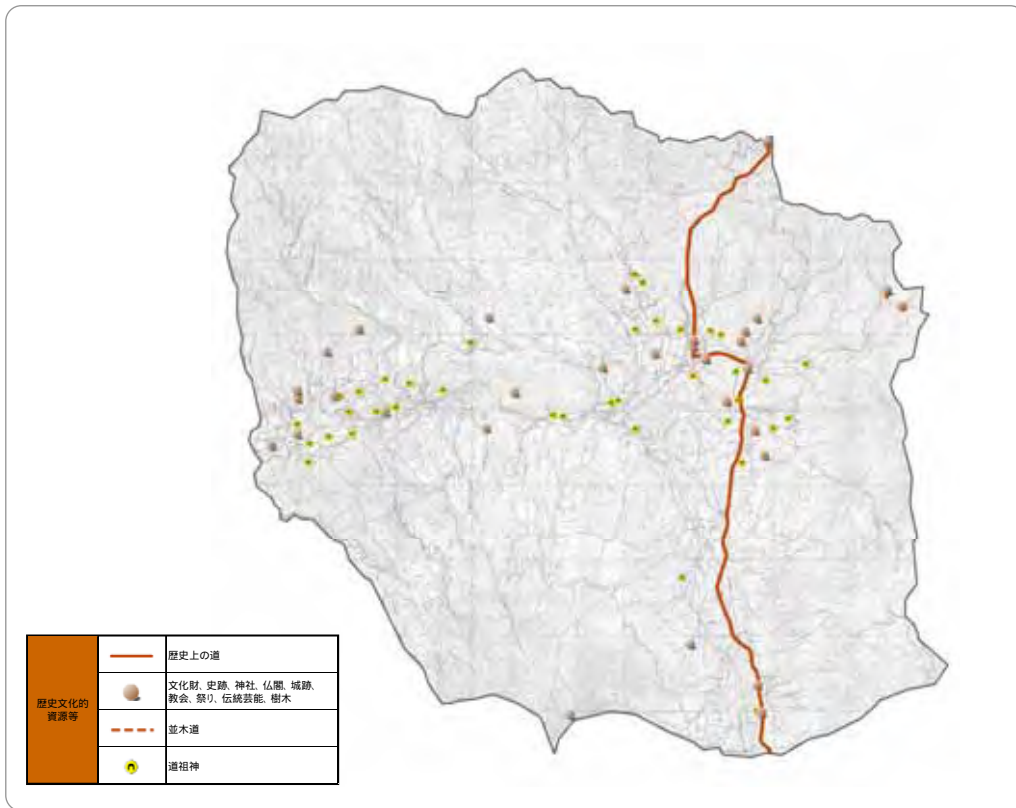 歴史文化的
資源等
歴史上の道
文化財、史跡、神社、仏閣、城跡、
教会、祭り、伝統芸能、樹木
並木道
道祖神